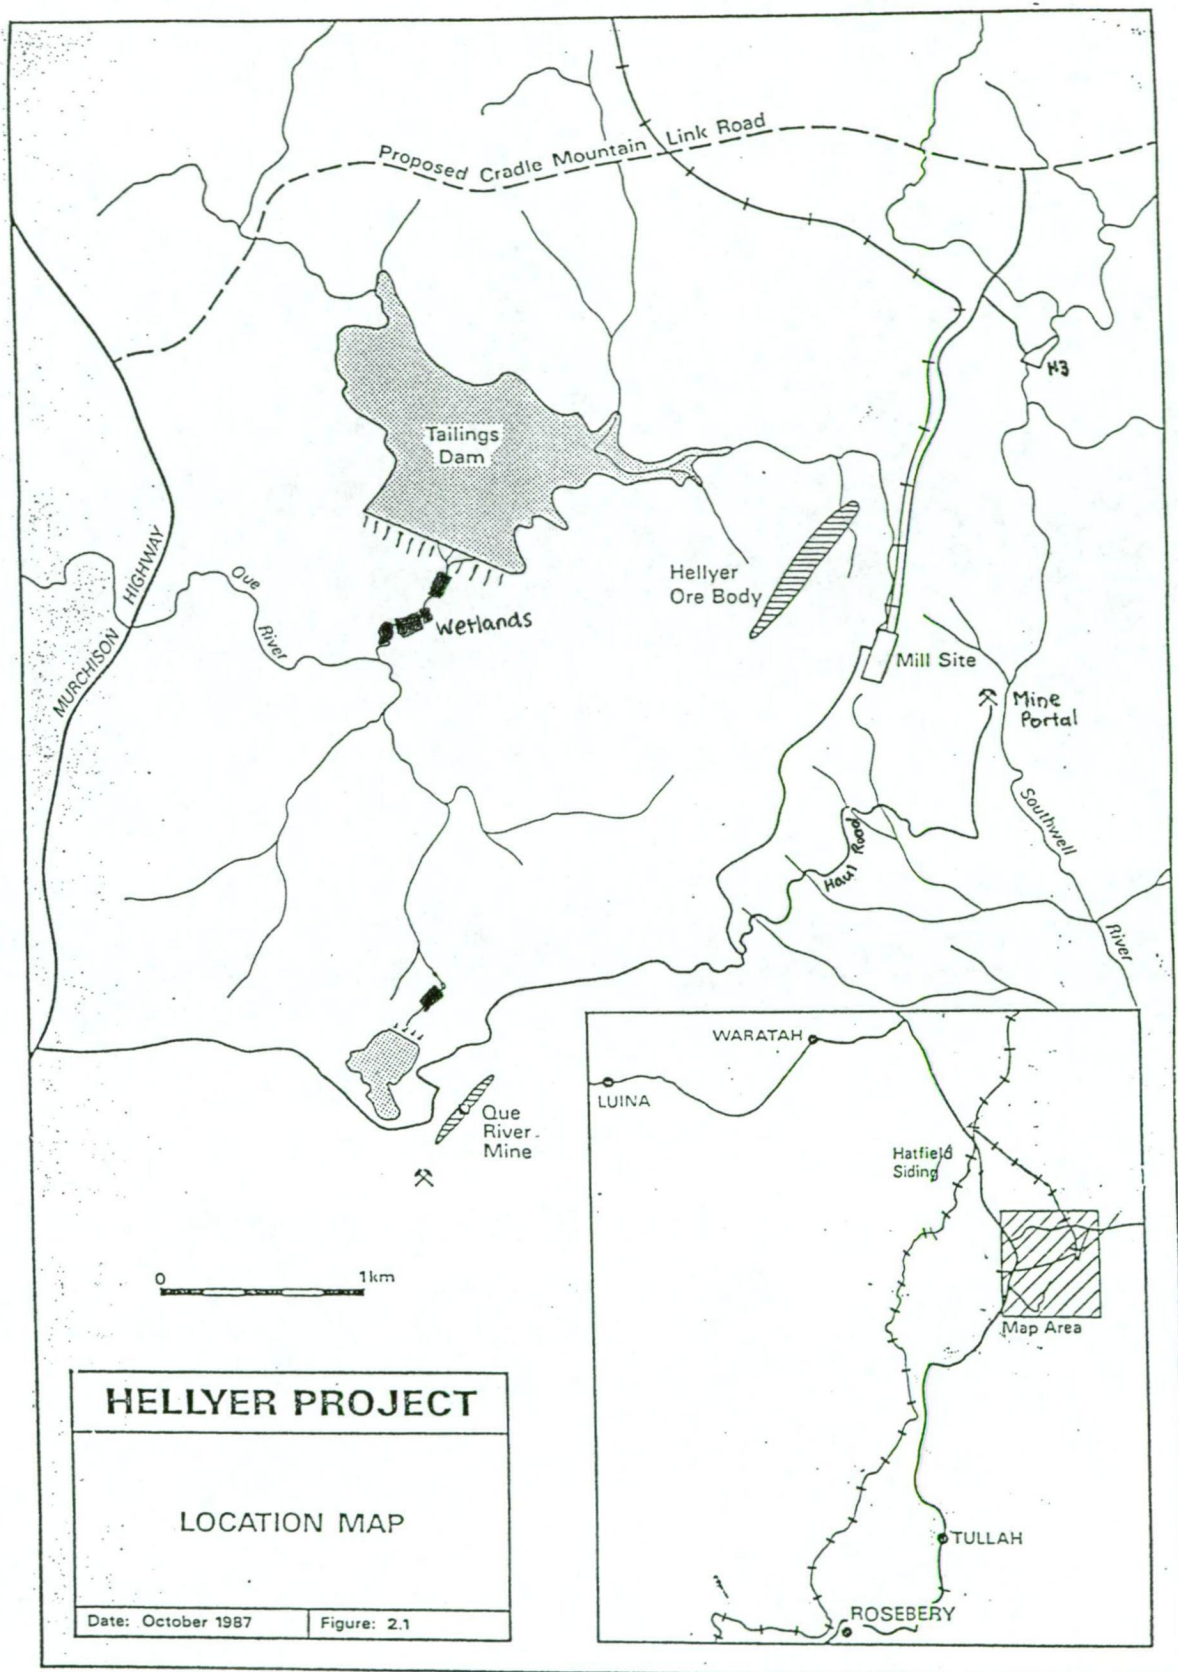 Proposed Cradle Mountain Link Road
H3
Tailings
Dam
MURCHISON HIGHWAY
Que
River
Wetlands
Hellyer
Ore Body
Mill Site
Mine
Portal
Southwell
River
Haul Road
Que
River
Mine
0 1km
WARATAH
LUINA
Hatfield
Siding
Map Area
TULLAH
ROSEBERY
HELLYER PROJECT
LOCATION MAP
Date: October 1987
Figure: 2.1